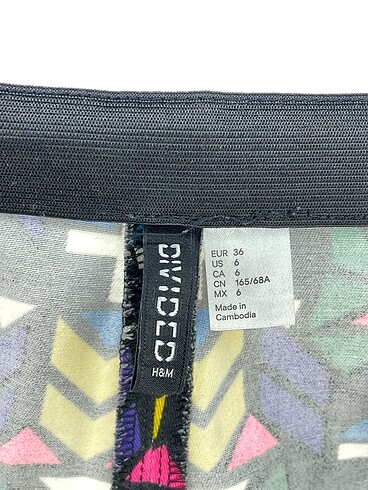 DIVIDED
H&M
EUR 36
US 6
CA 6
CN 165/68A
MX 6
Made in
Cambodia